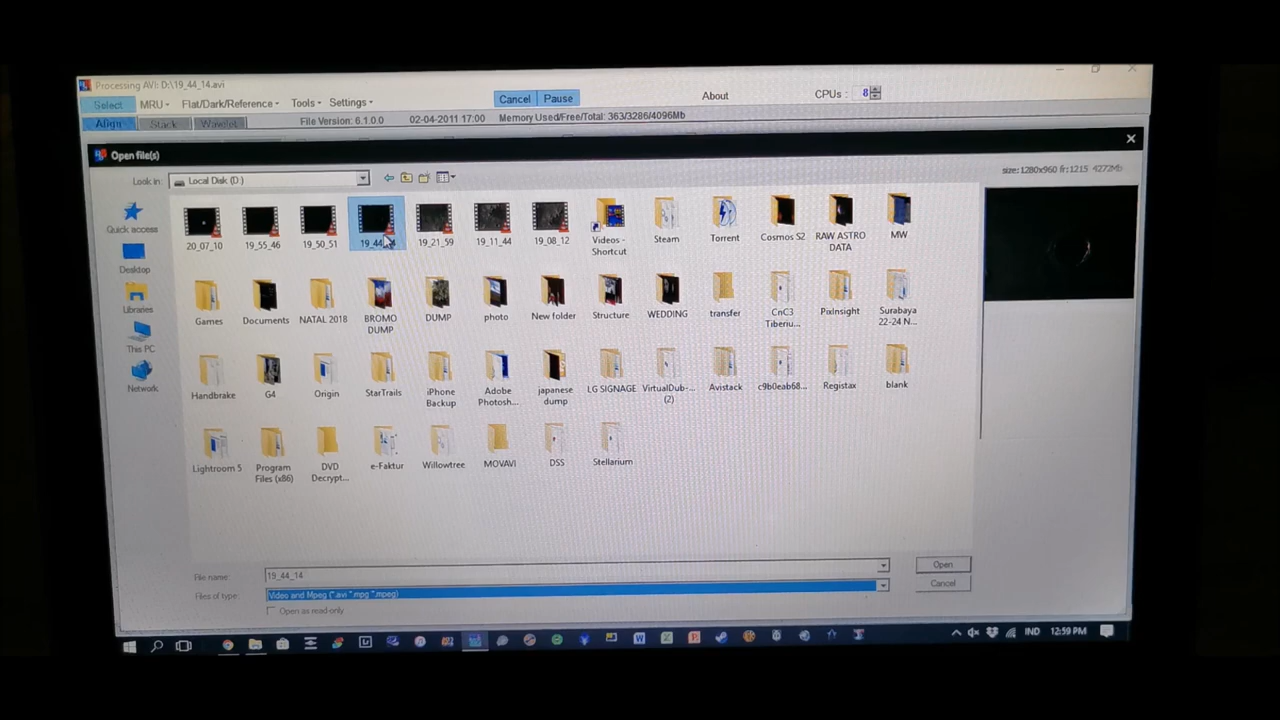 Processing AVI: D:\19_44_14.avi
Select MRU Flat/Dark/Reference Tools Settings Cancel Pause About CPUs : 8
Align Stack Wavelet File Version: 6.1.0.0 02-04-2011 17:00 Memory Used/Free/Total: 363/3286/4096Mb
Open file(s)
Look in: Local Disk (D:) size:1280x960 fr:1215 4272Mb
Quick access
Desktop
Libraries
This PC
Network
20_07_10 19_55_46 19_50_51 19_44_14 19_21_59 19_11_44 19_08_12 Videos - Shortcut Steam Torrent Cosmos S2 RAW ASTRO DATA MW
Games Documents NATAL 2018 BROMO DUMP DUMP photo New folder Structure WEDDING transfer CnC3 Tiberiu... PixInsight Surabaya 22-24 N...
Handbrake G4 Origin StarTrails iPhone Backup Adobe Photosh... japanese dump LG SIGNAGE VirtualDub-... (2) Avistack c9b0eab68... Registax blank
Lightroom 5 Program Files (x86) DVD Decrypt... e-Faktur Willowtree MOVAVI DSS Stellarium
File name: 19_44_14 Open
Files of type: Video and Mpeg (*.avi *.mpg *.mpeg) Cancel
Open as read-only
IND 12:59 PM